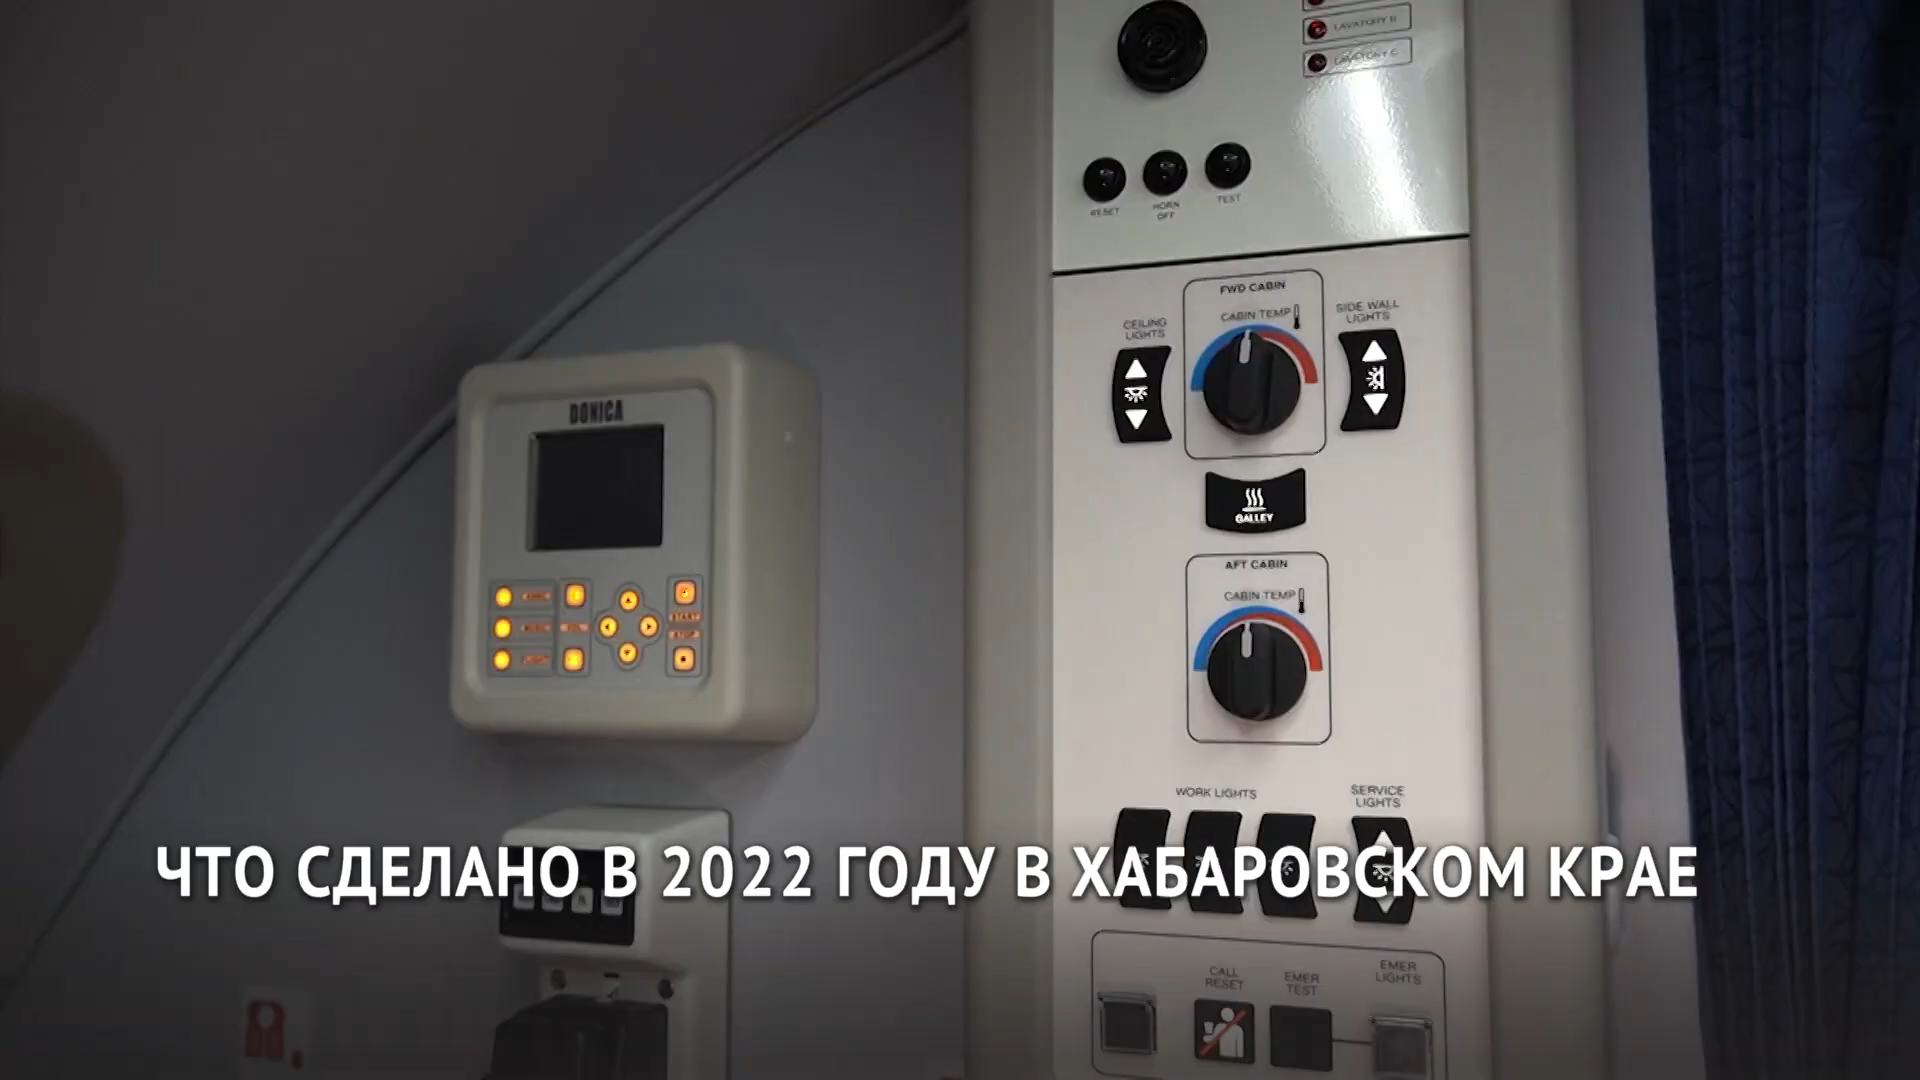 LAVATORY B
LAVATORY C
RESET
HORN
OFF
TEST
FWD CABIN
CABIN TEMP
CEILING
LIGHTS
SIDE WALL
LIGHTS
GALLEY
DONICA
AFT CABIN
CABIN TEMP
START
STOP
WORK LIGHTS
SERVICE
LIGHTS
ЧТО СДЕЛАНО В 2022 ГОДУ В ХАБАРОВСКОМ КРАЕ
CALL
RESET
EMER
TEST
EMER
LIGHTS